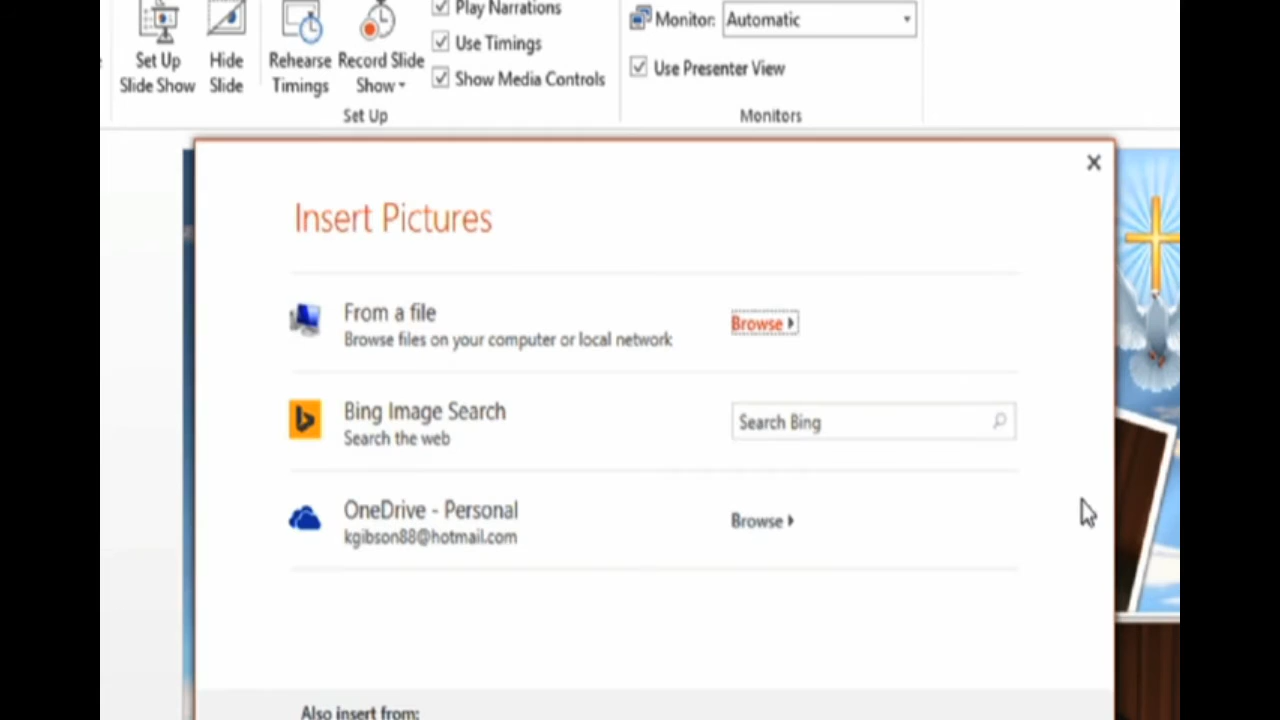 Play Narrations
Monitor: Automatic
Set Up
Slide Show
Hide
Slide
Rehearse
Timings
Record Slide
Show
Use Timings
Show Media Controls
Use Presenter View
Set Up
Monitors
Insert Pictures
From a file
Browse files on your computer or local network
Browse
Bing Image Search
Search the web
Search Bing
OneDrive - Personal
kgibson88@hotmail.com
Browse
Also insert from: